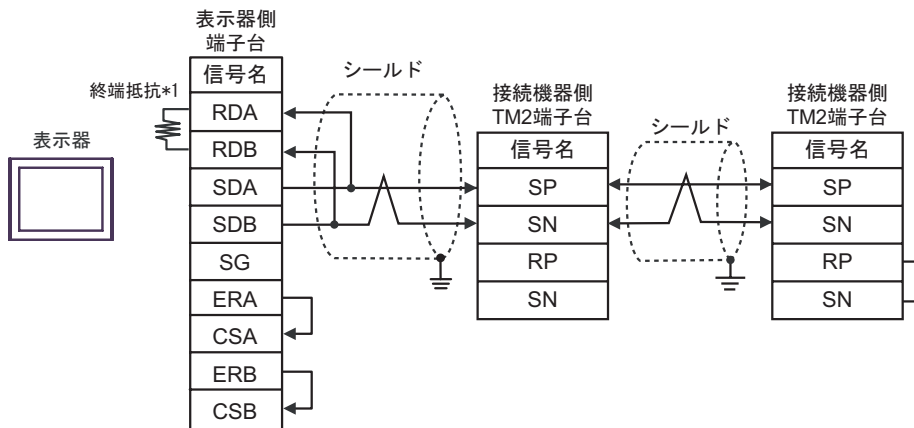 表示器側
端子台
信号名
終端抵抗*1
RDA
RDB
SDA
SDB
SG
ERA
CSA
ERB
CSB
表示器
シールド
接続機器側
TM2端子台
信号名
SP
SN
RP
SN
シールド
接続機器側
TM2端子台
信号名
SP
SN
RP
SN